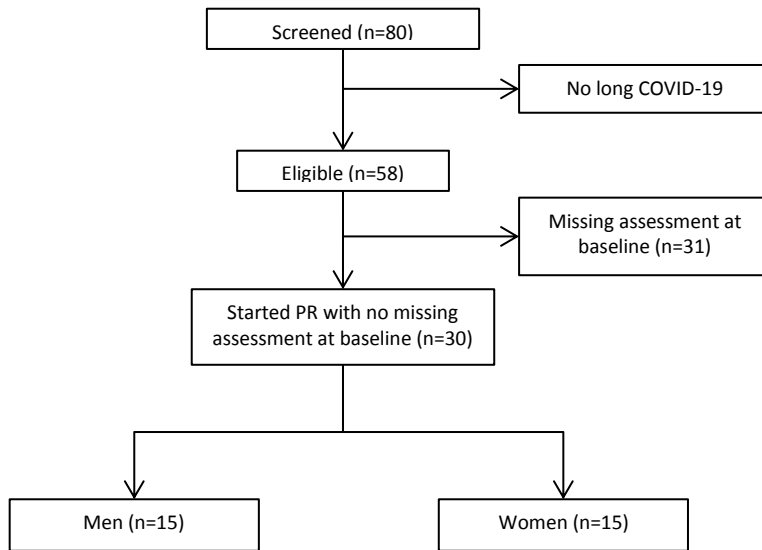 Screened (n=80)
No long COVID-19
Eligible (n=58)
Missing assessment at
baseline (n=31)
Started PR with no missing
assessment at baseline (n=30)
Men (n=15)
Women (n=15)